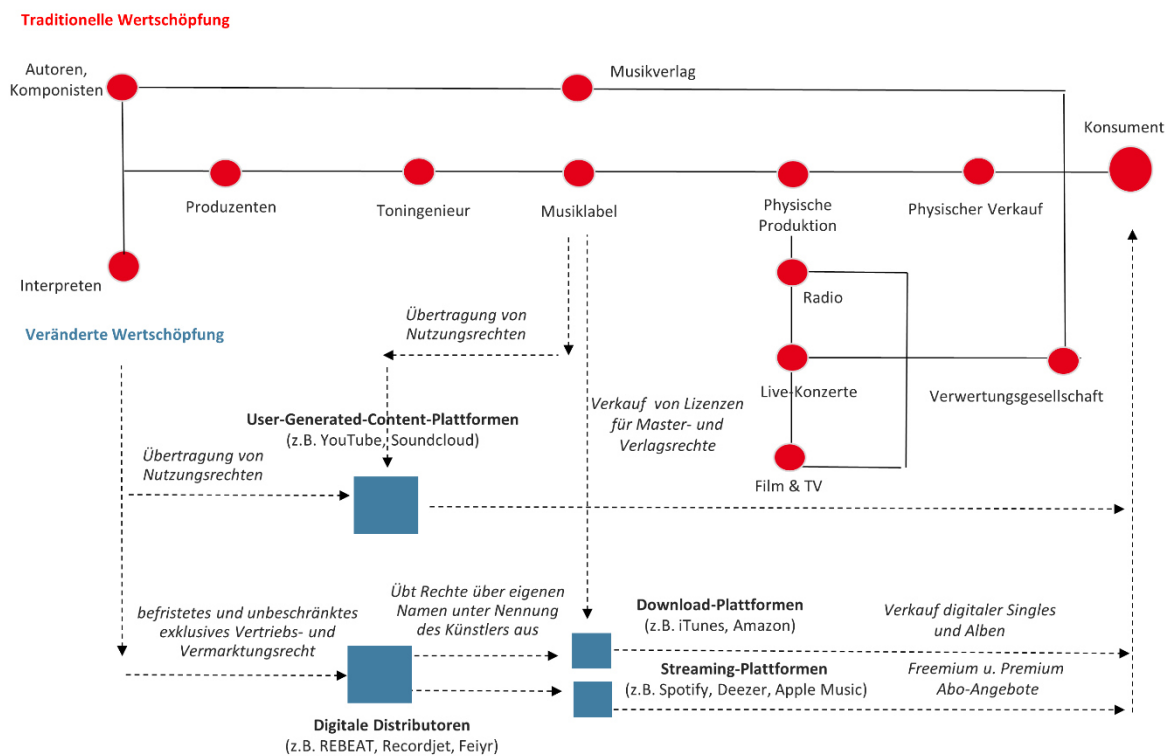 Traditionelle Wertschöpfung
Autoren,
Komponisten
Musikverlag
Konsument
Produzenten
Toningenieur
Musiklabel
Physische
Produktion
Physischer Verkauf
Interpreten
Radio
Veränderte Wertschöpfung
Übertragung von
Nutzungsrechten
Live-Konzerte
Verwertungsgesellschaft
User-Generated-Content-Plattformen
(z.B. YouTube, Soundcloud)
Verkauf von Lizenzen
für Master- und
Verlagsrechte
Übertragung von
Nutzungsrechten
Film & TV
befristetes und unbeschränktes
exklusives Vertriebs- und
Vermarktungsrecht
Übt Rechte über eigenen
Namen unter Nennung
des Künstlers aus
Download-Plattformen
(z.B. iTunes, Amazon)
Verkauf digitaler Singles
und Alben
Streaming-Plattformen
(z.B. Spotify, Deezer, Apple Music)
Freemium u. Premium
Abo-Angebote
Digitale Distributoren
(z.B. REBEAT, Recordjet, Feiyr)